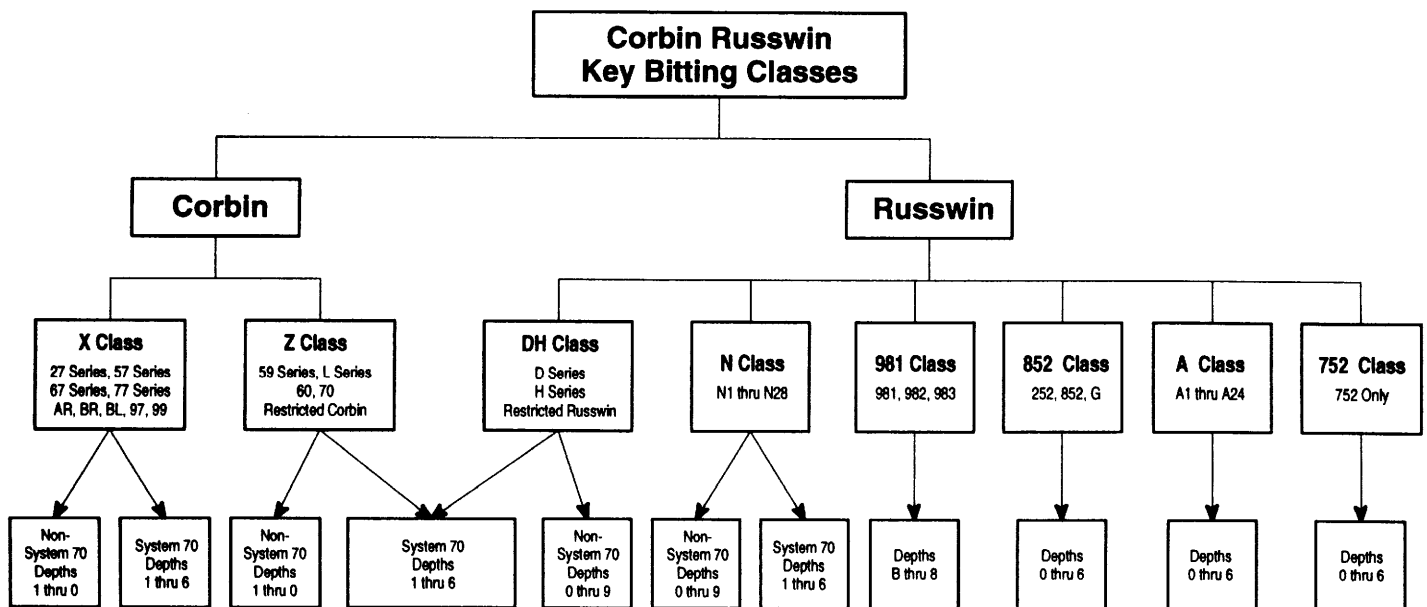 Corbin Russwin
Key Bitting Classes
Corbin
Russwin
X Class
27 Series, 57 Series
67 Series, 77 Series
AR, BR, BL, 97, 99
Z Class
59 Series, L Series
60, 70
Restricted Corbin
DH Class
D Series
H Series
Restricted Russwin
N Class
N1 thru N28
981 Class
981, 982, 983
852 Class
252, 852, G
A Class
A1 thru A24
752 Class
752 Only
Non-
System 70
Depths
1 thru 0
System 70
Depths
1 thru 6
Non-
System 70
Depths
1 thru 0
System 70
Depths
1 thru 6
Non-
System 70
Depths
0 thru 9
Non-
System 70
Depths
0 thru 9
System 70
Depths
1 thru 6
Depths
B thru 8
Depths
0 thru 6
Depths
0 thru 6
Depths
0 thru 6